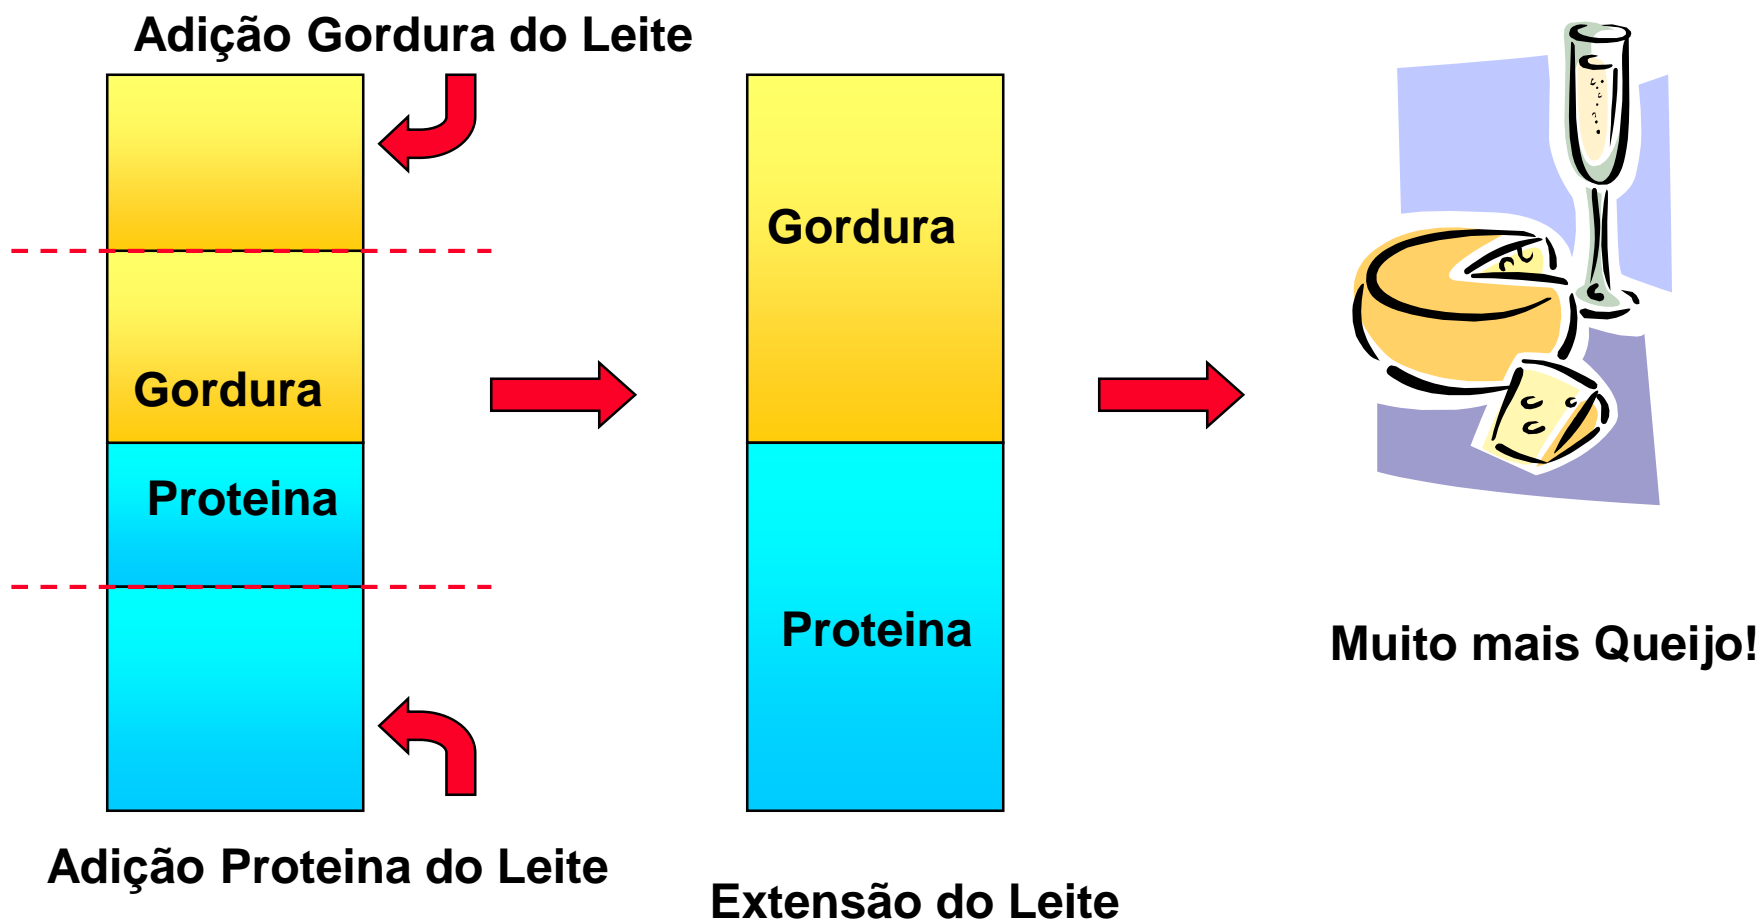 Adição Gordura do Leite
Gordura
Proteina
Adição Proteina do Leite
Gordura
Proteina
Extensão do Leite
Muito mais Queijo!